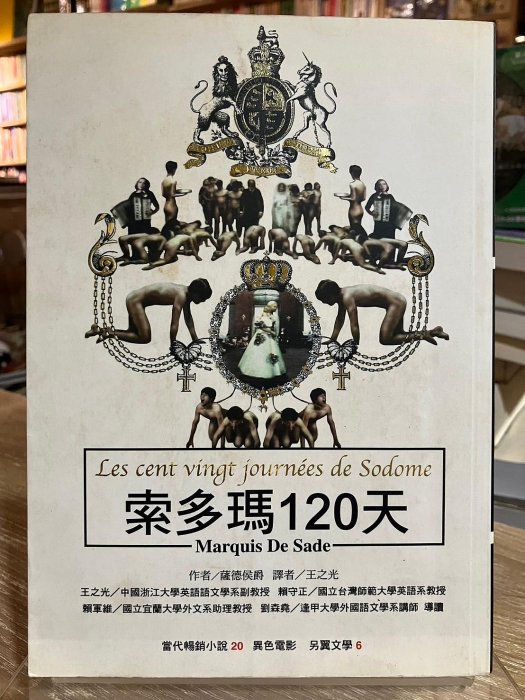 Les cent vingt journées de Sodome
索多瑪120天
Marquis De Sade
作者/薩德侯爵 譯者/王之光
王之光/中國浙江大學英語語文學系副教授 賴守正/國立台灣師範大學英語系教授
賴軍維/國立宜蘭大學外文系助理教授 劉森堯/逢甲大學外國語文學系講師 導讀
當代暢銷小說20 異色電影 另翼文學6